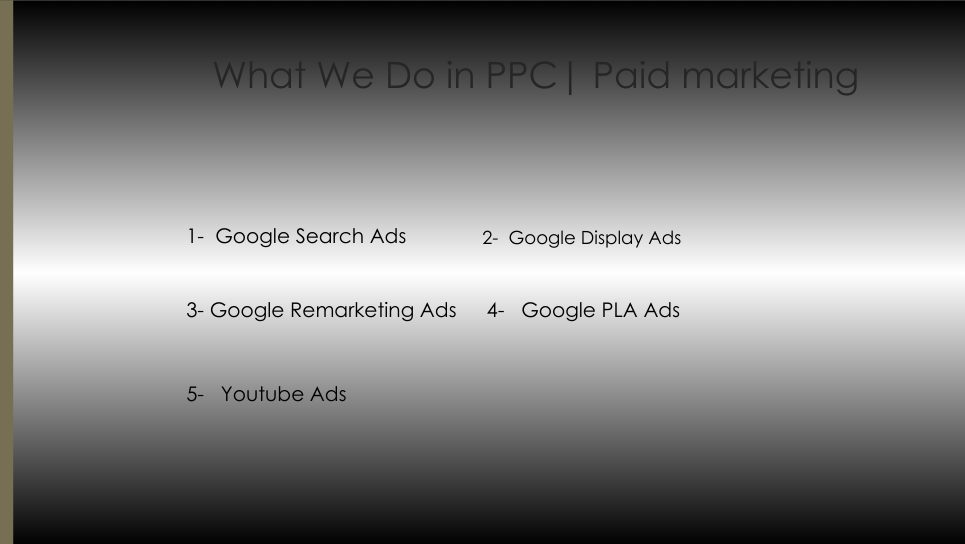 What We Do in PPC| Paid marketing
1- Google Search Ads 2- Google Display Ads
3- Google Remarketing Ads 4- Google PLA Ads
5- Youtube Ads